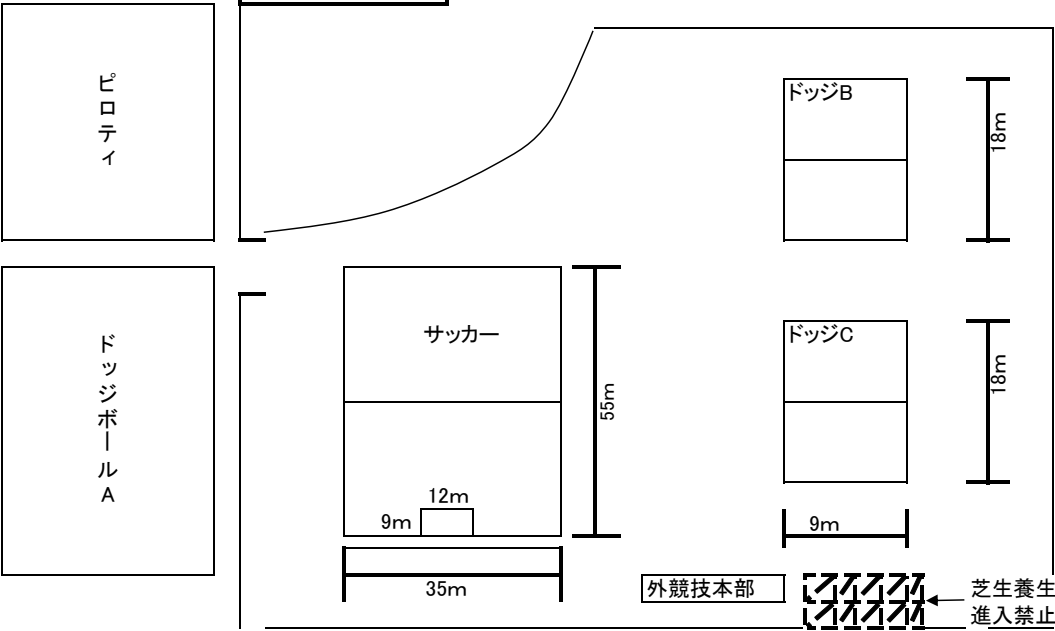 ピロティ
ドッジB
18m
ドッジボールA
サッカー
55m
ドッジC
18m
12m
9m
9m
35m
外競技本部
芝生養生
進入禁止